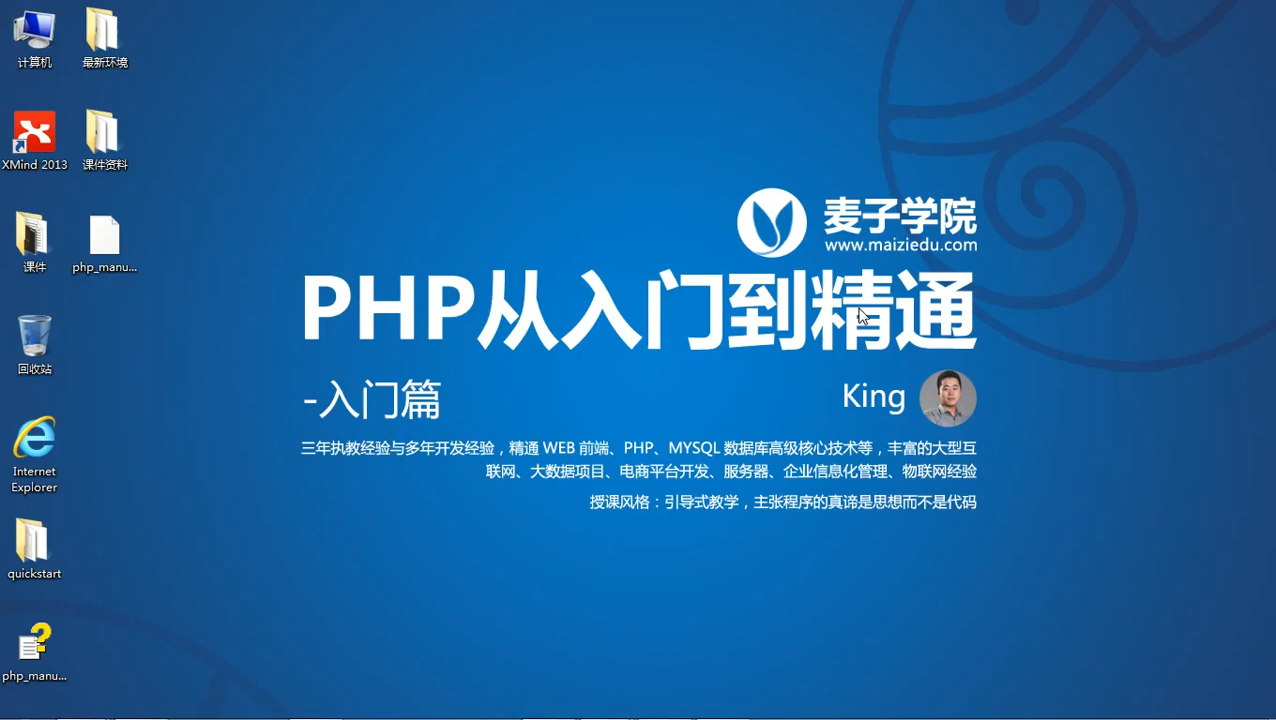 计算机
最新环境
XMind 2013
课件资料
课件
php_manu...
回收站
Internet
Explorer
quickstart
php_manu...
麦子学院
www.maiziedu.com
PHP从入门到精通
-入门篇
King
三年执教经验与多年开发经验，精通 WEB 前端、PHP、MYSQL 数据库高级核心技术等，丰富的大型互
联网、大数据项目、电商平台开发、服务器、企业信息化管理、物联网经验
授课风格：引导式教学，主张程序的真谛是思想而不是代码